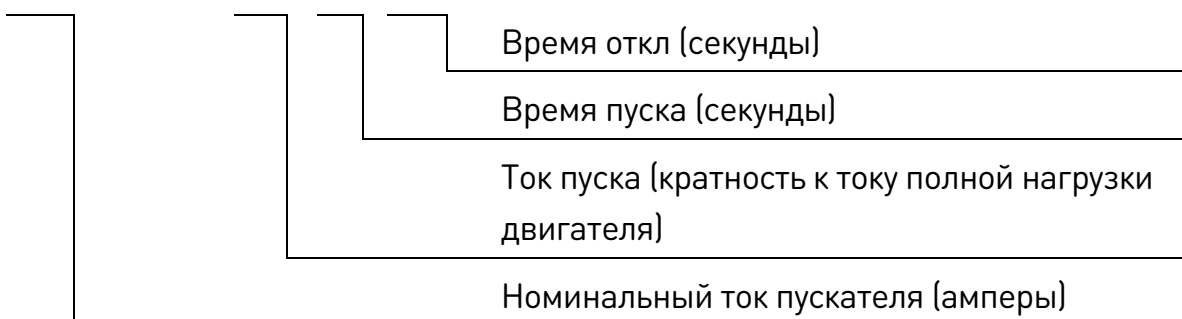 Время откл (секунды)
Время пуска (секунды)
Ток пуска (кратность к току полной нагрузки
двигателя)
Номинальный ток пускателя (амперы)